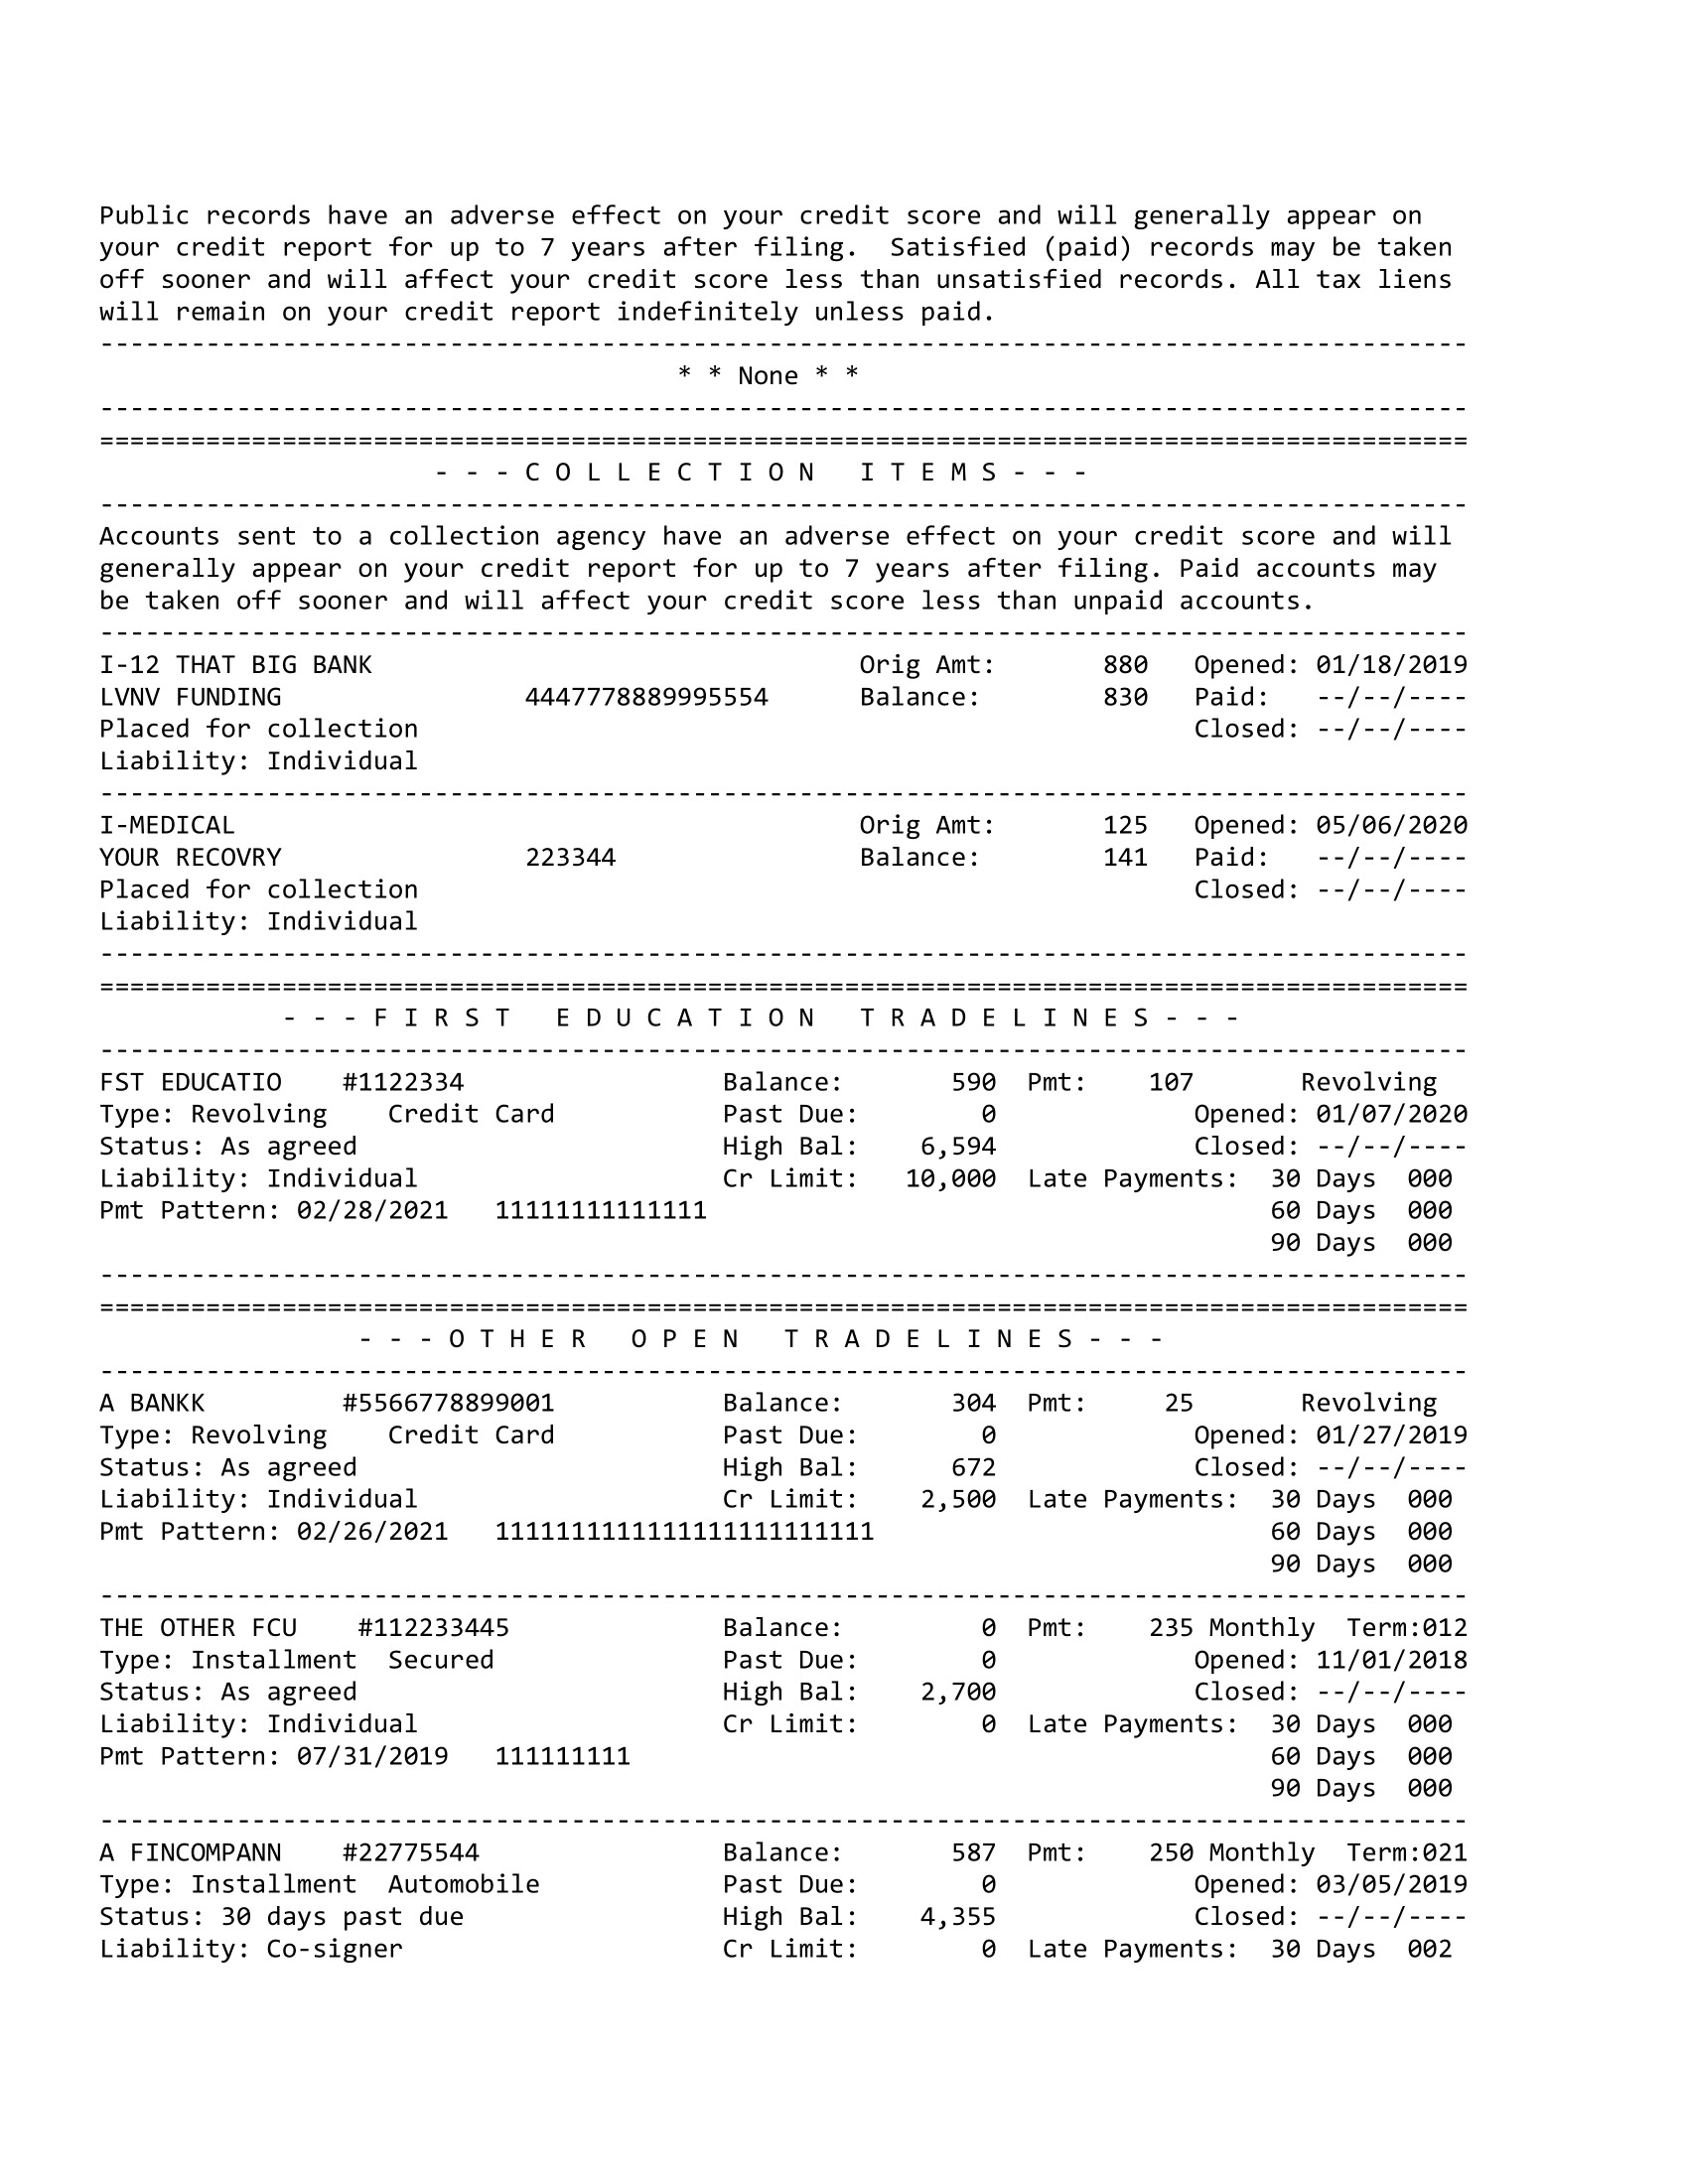 Public records have an adverse effect on your credit score and will generally appear on
your credit report for up to 7 years after filing.  Satisfied (paid) records may be taken
off sooner and will affect your credit score less than unsatisfied records. All tax liens
will remain on your credit report indefinitely unless paid.
------------------------------------------------------------------------------------------
* * None * *
------------------------------------------------------------------------------------------
==========================================================================================
- - - C O L L E C T I O N   I T E M S - - -
------------------------------------------------------------------------------------------
Accounts sent to a collection agency have an adverse effect on your credit score and will
generally appear on your credit report for up to 7 years after filing. Paid accounts may
be taken off sooner and will affect your credit score less than unpaid accounts.
------------------------------------------------------------------------------------------
I-12 THAT BIG BANK                                Orig Amt:       880   Opened: 01/18/2019
LVNV FUNDING                4447778889995554      Balance:        830   Paid:   --/--/----
Placed for collection                                                   Closed: --/--/----
Liability: Individual
------------------------------------------------------------------------------------------
I-MEDICAL                                         Orig Amt:       125   Opened: 05/06/2020
YOUR RECOVRY                223344                Balance:        141   Paid:   --/--/----
Placed for collection                                                   Closed: --/--/----
Liability: Individual
------------------------------------------------------------------------------------------
==========================================================================================
- - - F I R S T   E D U C A T I O N   T R A D E L I N E S - - -
------------------------------------------------------------------------------------------
FST EDUCATIO    #1122334                 Balance:       590  Pmt:    107       Revolving
Type: Revolving    Credit Card           Past Due:        0             Opened: 01/07/2020
Status: As agreed                        High Bal:    6,594             Closed: --/--/----
Liability: Individual                    Cr Limit:   10,000  Late Payments:  30 Days  000
Pmt Pattern: 02/28/2021   11111111111111                                     60 Days  000
90 Days  000
------------------------------------------------------------------------------------------
==========================================================================================
- - - O T H E R   O P E N   T R A D E L I N E S - - -
------------------------------------------------------------------------------------------
A BANKK         #5566778899001           Balance:       304  Pmt:     25       Revolving
Type: Revolving    Credit Card           Past Due:        0             Opened: 01/27/2019
Status: As agreed                        High Bal:      672             Closed: --/--/----
Liability: Individual                    Cr Limit:    2,500  Late Payments:  30 Days  000
Pmt Pattern: 02/26/2021   1111111111111111111111111                          60 Days  000
90 Days  000
------------------------------------------------------------------------------------------
THE OTHER FCU    #112233445              Balance:         0  Pmt:    235 Monthly  Term:012
Type: Installment  Secured               Past Due:        0             Opened: 11/01/2018
Status: As agreed                        High Bal:    2,700             Closed: --/--/----
Liability: Individual                    Cr Limit:        0  Late Payments:  30 Days  000
Pmt Pattern: 07/31/2019   111111111                                          60 Days  000
90 Days  000
------------------------------------------------------------------------------------------
A FINCOMPANN    #22775544                Balance:       587  Pmt:    250 Monthly  Term:021
Type: Installment  Automobile            Past Due:        0             Opened: 03/05/2019
Status: 30 days past due                 High Bal:    4,355             Closed: --/--/----
Liability: Co-signer                     Cr Limit:        0  Late Payments:  30 Days  002